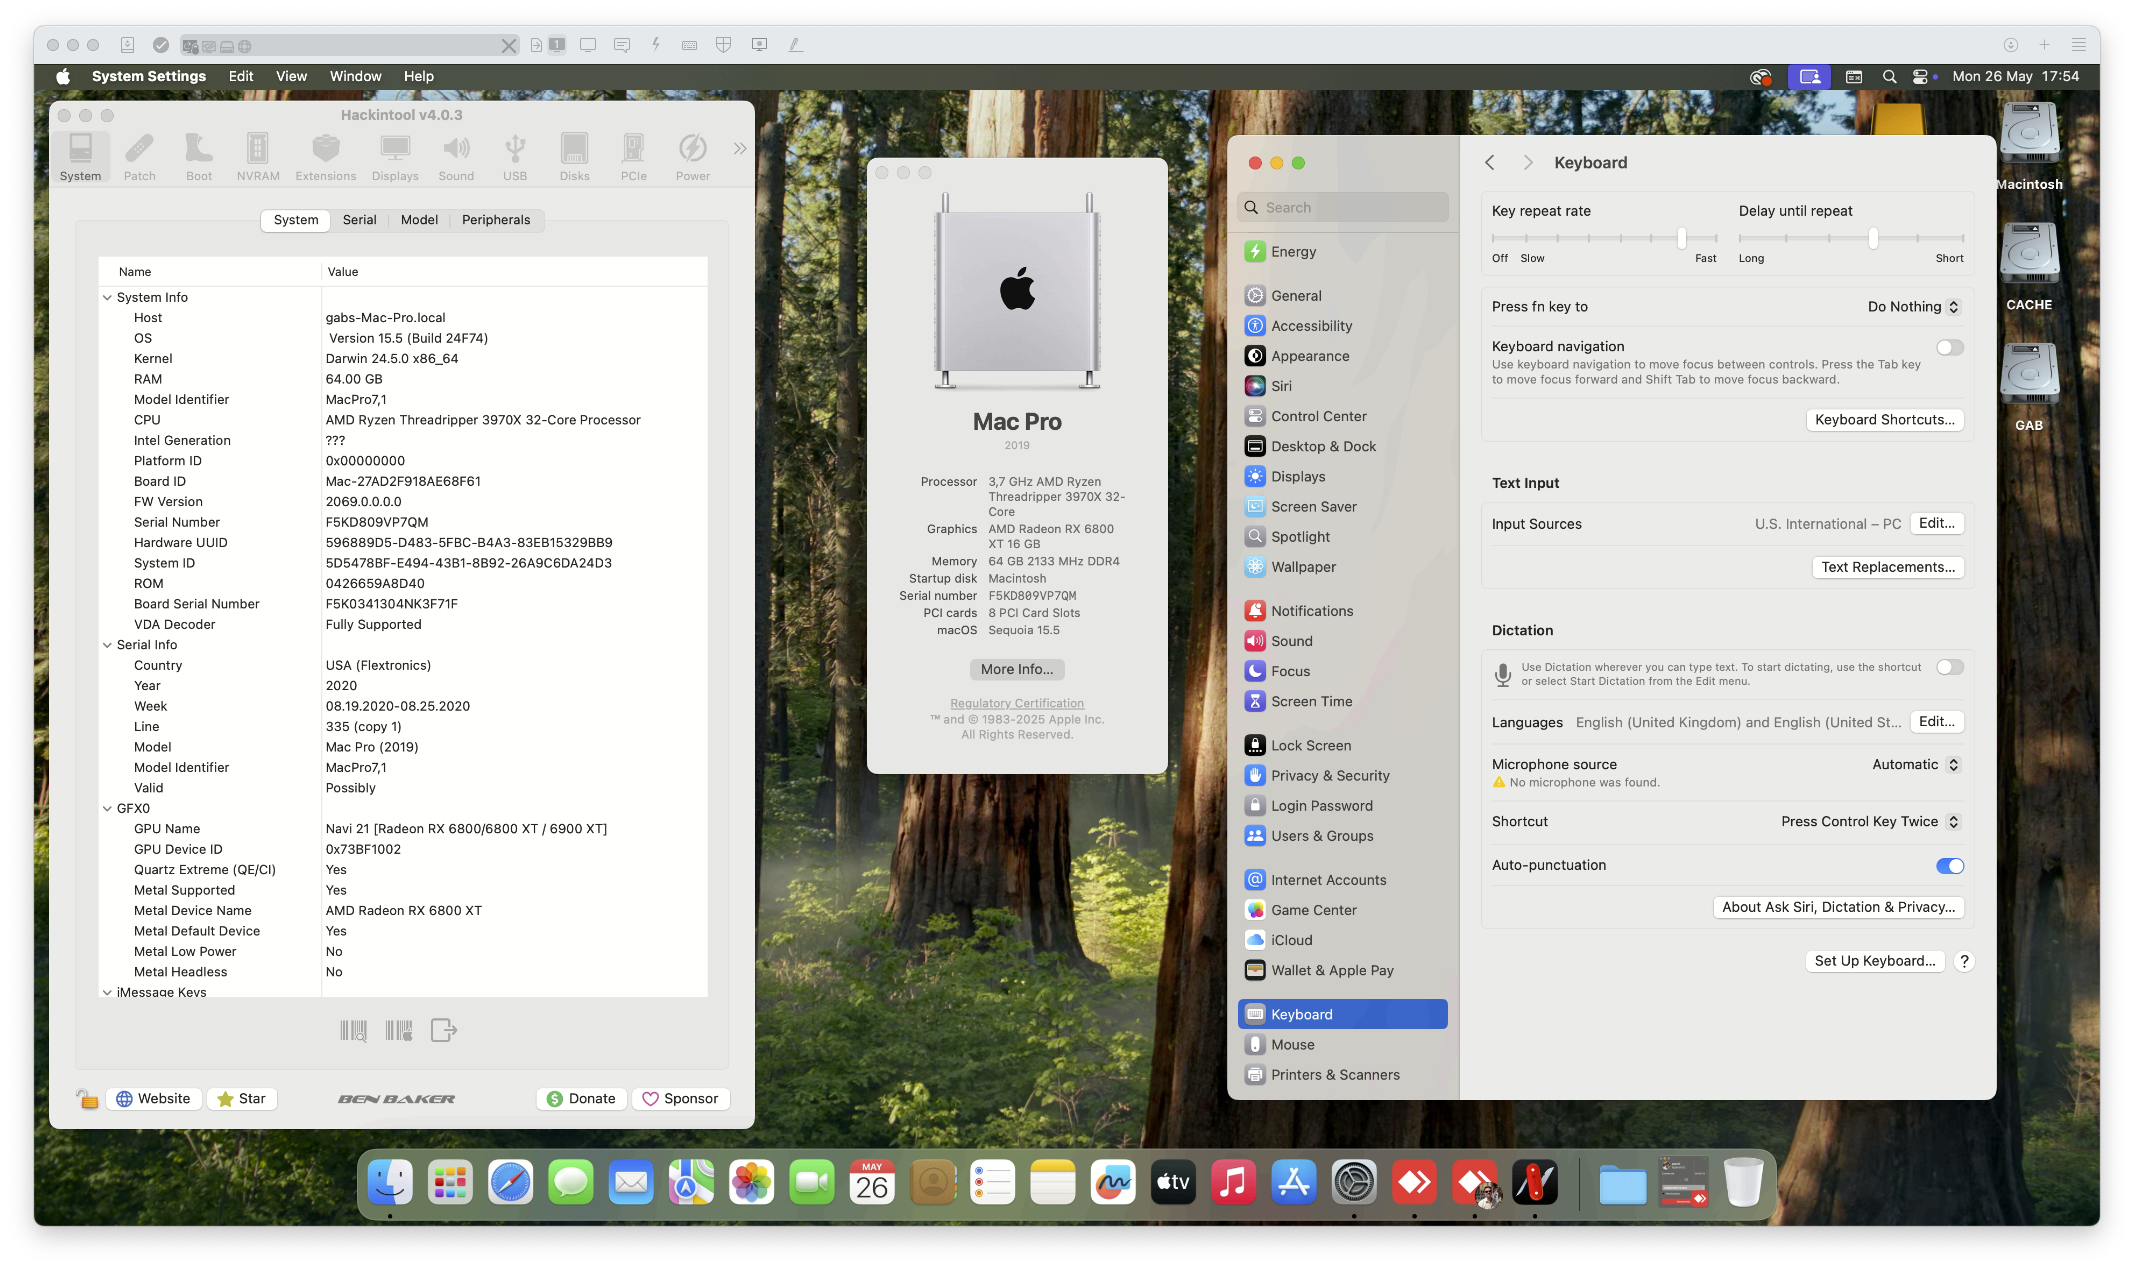 1
System Settings Edit View Window Help
Mon 26 May 17:54
Hackintool v4.0.3
System Patch Boot NVRAM Extensions Displays Sound USB Disks PCIe Power
System Serial Model Peripherals
Name Value
System Info
Host gabs-Mac-Pro.local
OS Version 15.5 (Build 24F74)
Kernel Darwin 24.5.0 x86_64
RAM 64.00 GB
Model Identifier MacPro7,1
CPU AMD Ryzen Threadripper 3970X 32-Core Processor
Intel Generation ???
Platform ID 0x00000000
Board ID Mac-27AD2F918AE68F61
FW Version 2069.0.0.0.0
Serial Number F5KD809VP7QM
Hardware UUID 596889D5-D483-5FBC-B4A3-83EB15329BB9
System ID 5D5478BF-E494-43B1-8B92-26A9C6DA24D3
ROM 0426659A8D40
Board Serial Number F5K0341304NK3F71F
VDA Decoder Fully Supported
Serial Info
Country USA (Flextronics)
Year 2020
Week 08.19.2020-08.25.2020
Line 335 (copy 1)
Model Mac Pro (2019)
Model Identifier MacPro7,1
Valid Possibly
GFX0
GPU Name Navi 21 [Radeon RX 6800/6800 XT / 6900 XT]
GPU Device ID 0x73BF1002
Quartz Extreme (QE/CI) Yes
Metal Supported Yes
Metal Device Name AMD Radeon RX 6800 XT
Metal Default Device Yes
Metal Low Power No
Metal Headless No
iMessage Keys
Website Star BEN BAKER Donate Sponsor
Mac Pro
2019
Processor 3,7 GHz AMD Ryzen
Threadripper 3970X 32-
Core
Graphics AMD Radeon RX 6800
XT 16 GB
Memory 64 GB 2133 MHz DDR4
Startup disk Macintosh
Serial number F5KD809VP7QM
PCI cards 8 PCI Card Slots
macOS Sequoia 15.5
More Info...
Regulatory Certification
™ and © 1983-2025 Apple Inc.
All Rights Reserved.
Search
Energy
General
Accessibility
Appearance
Siri
Control Center
Desktop & Dock
Displays
Screen Saver
Spotlight
Wallpaper
Notifications
Sound
Focus
Screen Time
Lock Screen
Privacy & Security
Login Password
Users & Groups
Internet Accounts
Game Center
iCloud
Wallet & Apple Pay
Keyboard
Mouse
Printers & Scanners
Keyboard
Key repeat rate Delay until repeat
Off Slow Fast Long Short
Press fn key to Do Nothing
Keyboard navigation
Use keyboard navigation to move focus between controls. Press the Tab key
to move focus forward and Shift Tab to move focus backward.
Keyboard Shortcuts...
Text Input
Input Sources U.S. International – PC Edit...
Text Replacements...
Dictation
Use Dictation wherever you can type text. To start dictating, use the shortcut
or select Start Dictation from the Edit menu.
Languages English (United Kingdom) and English (United St... Edit...
Microphone source Automatic
No microphone was found.
Shortcut Press Control Key Twice
Auto-punctuation
About Ask Siri, Dictation & Privacy...
Set Up Keyboard... ?
Macintosh
CACHE
GAB
MAY
26
tv